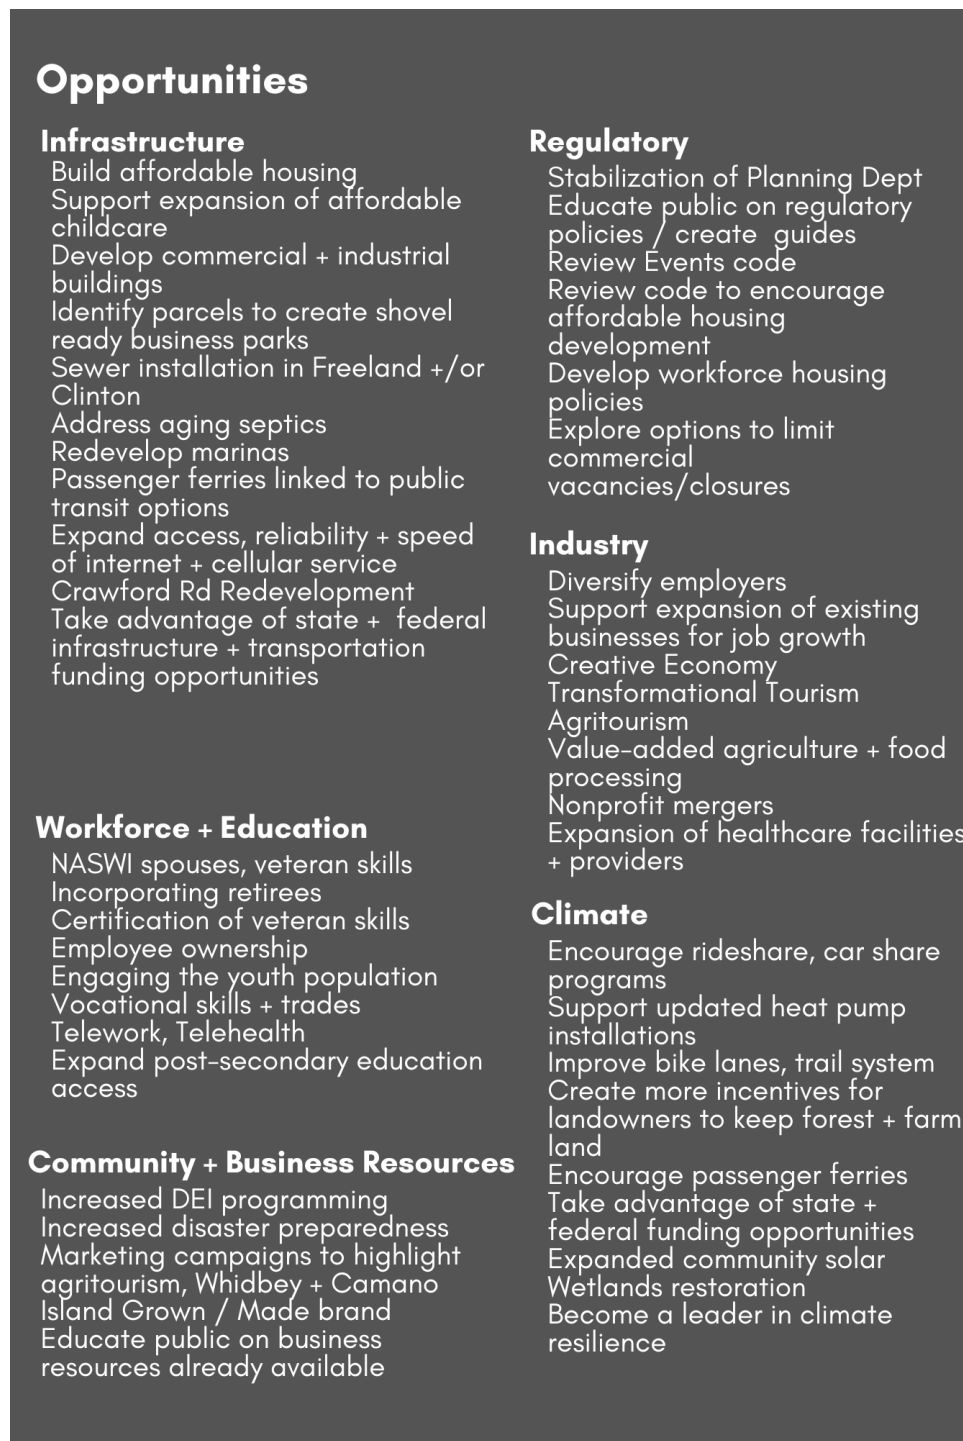 Opportunities
Infrastructure
Build affordable housing
Support expansion of affordable
childcare
Develop commercial + industrial
buildings
Identify parcels to create shovel
ready business parks
Sewer installation in Freeland +/or
Clinton
Address aging septics
Redevelop marinas
Passenger ferries linked to public
transit options
Expand access, reliability + speed
of internet + cellular service
Crawford Rd Redevelopment
Take advantage of state +  federal
infrastructure + transportation
funding opportunities
Workforce + Education
NASWI spouses, veteran skills
Incorporating retirees
Certification of veteran skills
Employee ownership
Engaging the youth population
Vocational skills + trades
Telework, Telehealth
Expand post-secondary education
access
Community + Business Resources
Increased DEI programming
Increased disaster preparedness
Marketing campaigns to highlight
agritourism, Whidbey + Camano
Island Grown / Made brand
Educate public on business
resources already available
Regulatory
Stabilization of Planning Dept
Educate public on regulatory
policies / create  guides
Review Events code
Review code to encourage
affordable housing
development
Develop workforce housing
policies
Explore options to limit
commercial
vacancies/closures
Industry
Diversify employers
Support expansion of existing
businesses for job growth
Creative Economy
Transformational Tourism
Agritourism
Value-added agriculture + food
processing
Nonprofit mergers
Expansion of healthcare facilities
+ providers
Climate
Encourage rideshare, car share
programs
Support updated heat pump
installations
Improve bike lanes, trail system
Create more incentives for
landowners to keep forest + farm
land
Encourage passenger ferries
Take advantage of state +
federal funding opportunities
Expanded community solar
Wetlands restoration
Become a leader in climate
resilience